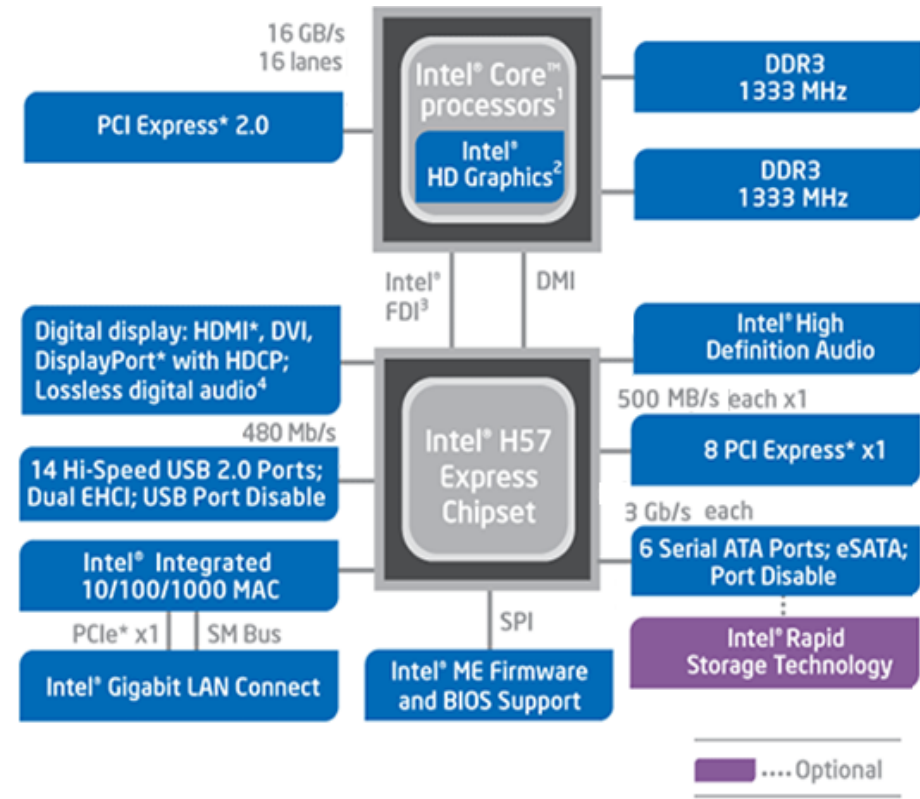 16 GB/s
16 lanes
PCI Express* 2.0
Intel® Core™
processors¹
Intel®
HD Graphics²
DDR3
1333 MHz
DDR3
1333 MHz
Intel®
FDI³
DMI
Digital display: HDMI*, DVI,
DisplayPort* with HDCP;
Lossless digital audio⁴
Intel® High
Definition Audio
480 Mb/s
14 Hi-Speed USB 2.0 Ports;
Dual EHCI; USB Port Disable
Intel® H57
Express
Chipset
500 MB/s each x1
8 PCI Express* x1
3 Gb/s each
6 Serial ATA Ports; eSATA;
Port Disable
Intel® Integrated
10/100/1000 MAC
PCIe* x1
SM Bus
Intel® Gigabit LAN Connect
SPI
Intel® ME Firmware
and BIOS Support
Intel® Rapid
Storage Technology
.... Optional